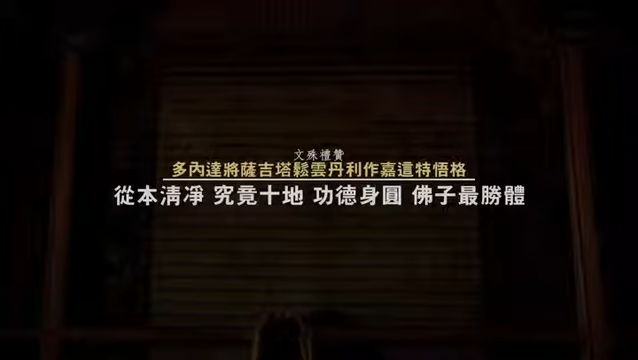 文殊禮贊
多內達將薩吉塔鬆雲丹利作嘉這特悟格
從本清凈 究竟十地 功德身圓 佛子最勝體